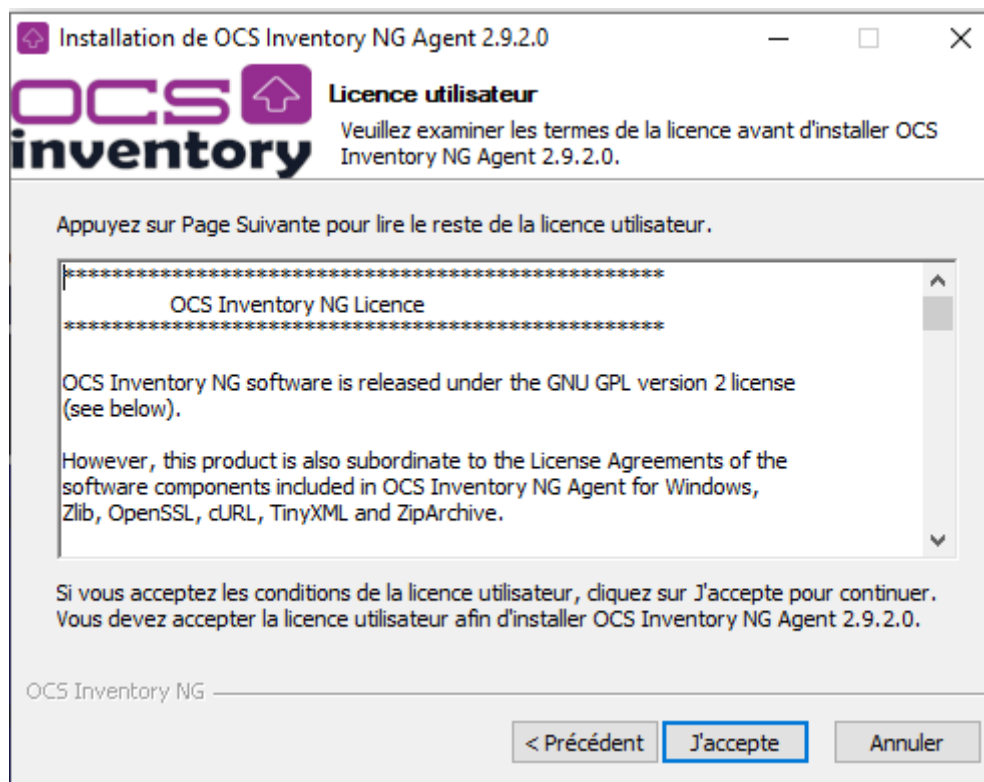 Installation de OCS Inventory NG Agent 2.9.2.0
OCS
inventory
Licence utilisateur
Veuillez examiner les termes de la licence avant d'installer OCS
Inventory NG Agent 2.9.2.0.
Appuyez sur Page Suivante pour lire le reste de la licence utilisateur.
**************************************************
OCS Inventory NG Licence
**************************************************
OCS Inventory NG software is released under the GNU GPL version 2 license
(see below).
However, this product is also subordinate to the License Agreements of the
software components included in OCS Inventory NG Agent for Windows,
Zlib, OpenSSL, cURL, TinyXML and ZipArchive.
Si vous acceptez les conditions de la licence utilisateur, cliquez sur J'accepte pour continuer.
Vous devez accepter la licence utilisateur afin d'installer OCS Inventory NG Agent 2.9.2.0.
OCS Inventory NG
< Précédent J'accepte Annuler